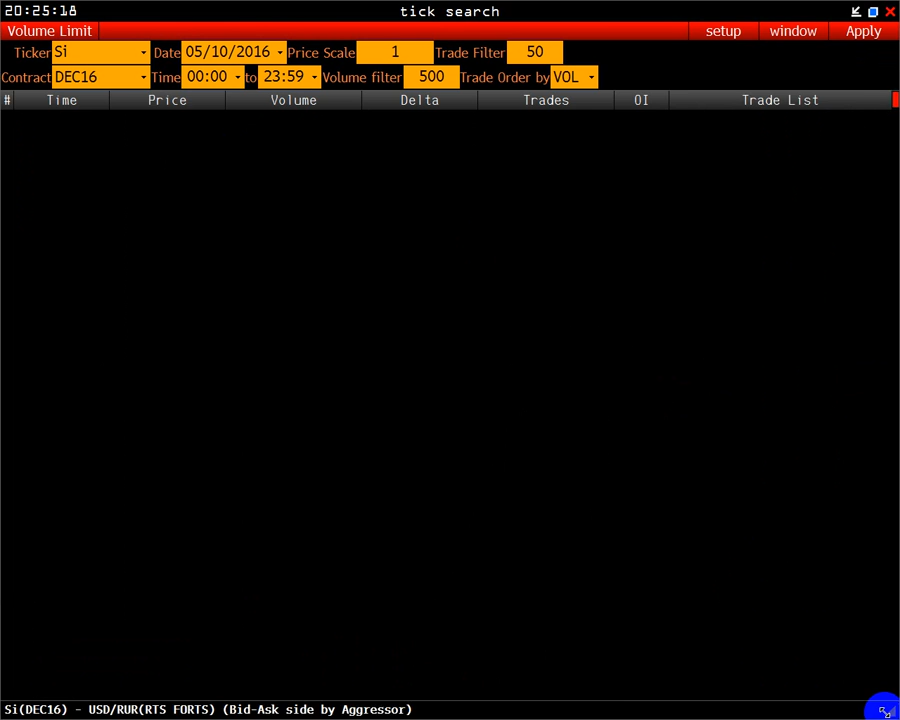 20:25:18 tick search
Volume Limit setup window Apply
Ticker Si Date 05/10/2016 Price Scale 1 Trade Filter 50
Contract DEC16 Time 00:00 to 23:59 Volume filter 500 Trade Order by VOL
# Time Price Volume Delta Trades OI Trade List
Si(DEC16) - USD/RUR(RTS FORTS) (Bid-Ask side by Aggressor)